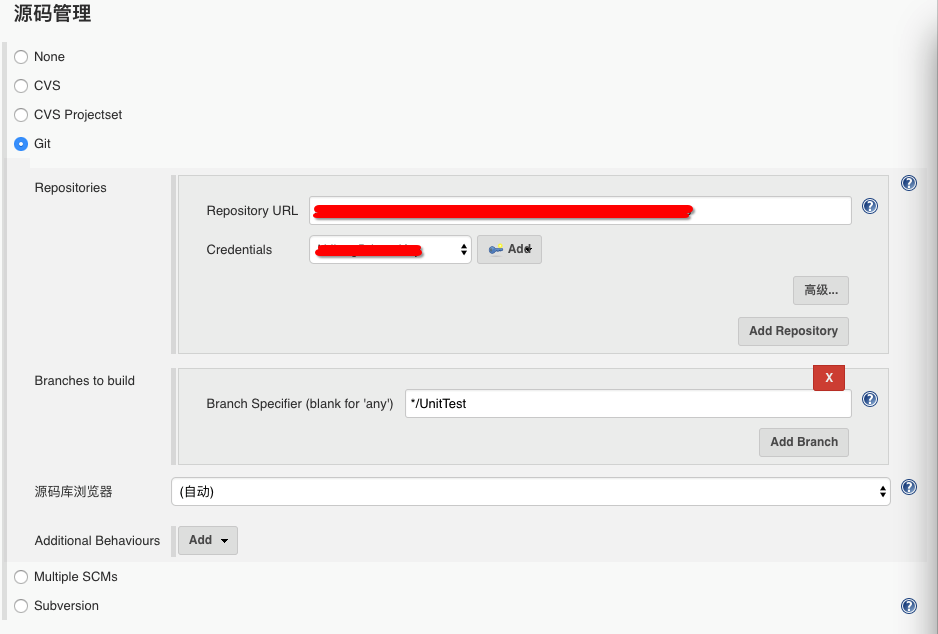 源码管理
None
CVS
CVS Projectset
Git
Repositories
Repository URL
Credentials
Add
高级...
Add Repository
Branches to build
X
Branch Specifier (blank for 'any')
*/UnitTest
Add Branch
源码库浏览器
(自动)
Additional Behaviours
Add
Multiple SCMs
Subversion